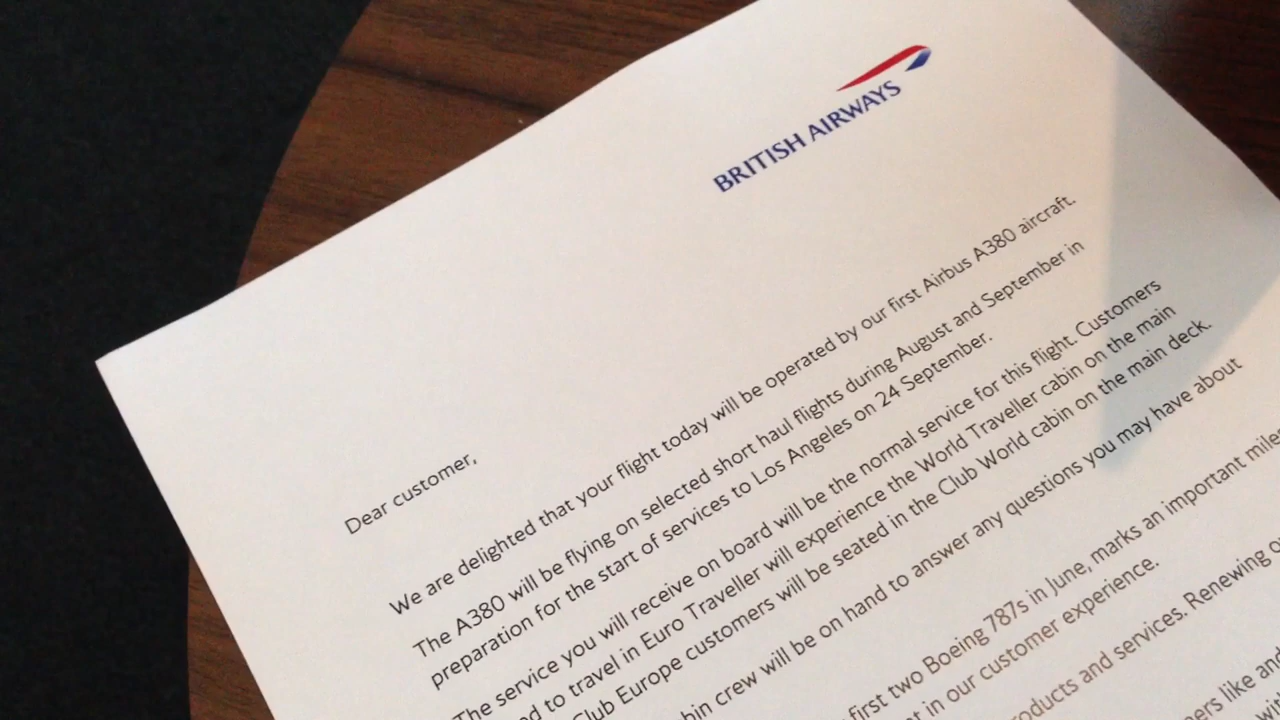 BRITISH AIRWAYS
Dear customer,
We are delighted that your flight today will be operated by our first Airbus A380 aircraft.
The A380 will be flying on selected short haul flights during August and September in
preparation for the start of services to Los Angeles on 24 September.
The service you will receive on board will be the normal service for this flight. Customers
to travel in Euro Traveller will experience the World Traveller cabin on the main
Club Europe customers will be seated in the Club World cabin on the main deck.
crew will be on hand to answer any questions you may have about
first two Boeing 787s in June, marks an important
in our customer experience.
products and services. Renewing
like and